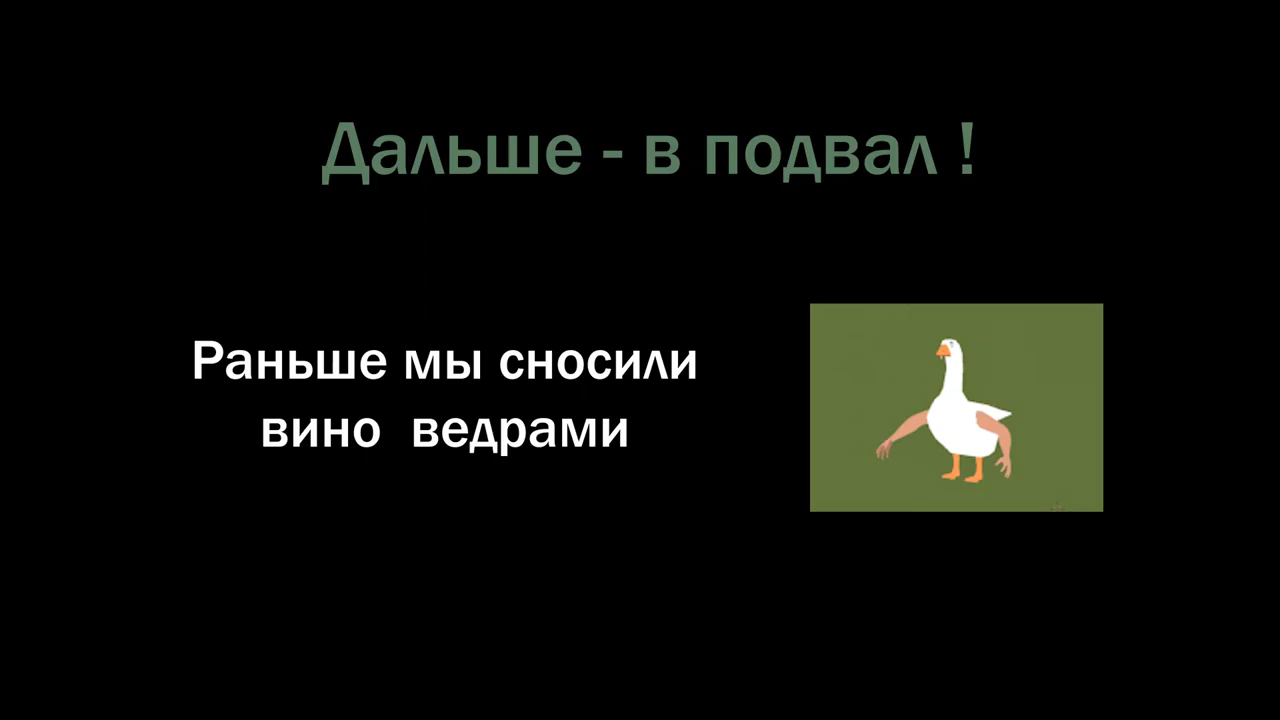 Дальше - в подвал !
Раньше мы сносили
вино  ведрами